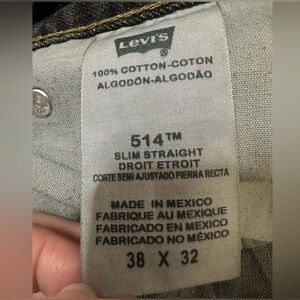 LEVI'S
100% COTTON-COTON
ALGODÓN-ALGODÃO
514™
SLIM STRAIGHT
DROIT ETROIT
CORTE SEMI AJUSTADO PIERNA RECTA
MADE IN MEXICO
FABRIQUE AU MEXIQUE
FABRICADO EN MEXICO
FABRICADO NO MÉXICO
38 X 32